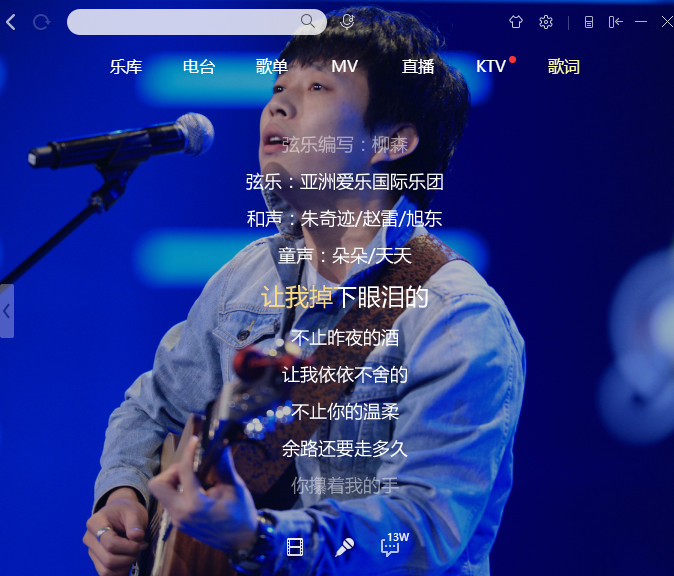 乐库 电台 歌单 MV 直播 KTV 歌词
弦乐编写：柳森
弦乐：亚洲爱乐国际乐团
和声：朱奇迹/赵雷/旭东
童声：朵朵/天天
让我掉下眼泪的
不止昨夜的酒
让我依依不舍的
不止你的温柔
余路还要走多久
你攥着我的手
13W